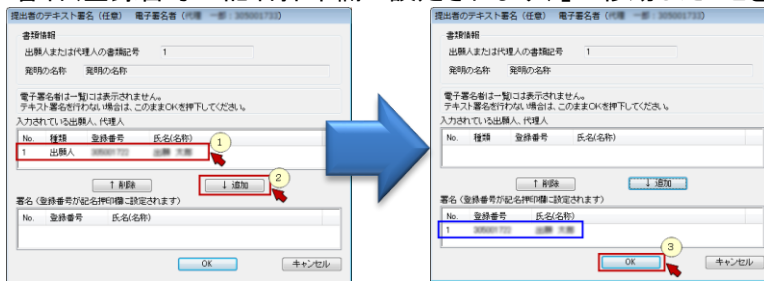 提出者のテキスト署名（任意） 電子署名者（代理 一郎：305001733）
書類情報
出願人または代理人の書類記号 1
発明の名称 発明の名称
電子署名者は一覧には表示されません。
テキスト署名を行わない場合は、このままOKを押下してください。
入力されている出願人、代理人
No. 種類 登録番号 氏名(名称)
1 出願人 305001722 出願 太郎
1
↑ 削除 ↓ 追加
2
署名（登録番号が記名押印欄に設定されます）
No. 登録番号 氏名(名称)
OK キャンセル
提出者のテキスト署名（任意） 電子署名者（代理 一郎：305001733）
書類情報
出願人または代理人の書類記号 1
発明の名称 発明の名称
電子署名者は一覧には表示されません。
テキスト署名を行わない場合は、このままOKを押下してください。
入力されている出願人、代理人
No. 種類 登録番号 氏名(名称)
↑ 削除 ↓ 追加
署名（登録番号が記名押印欄に設定されます）
No. 登録番号 氏名(名称)
1 305001722 出願 太郎
3
OK キャンセル